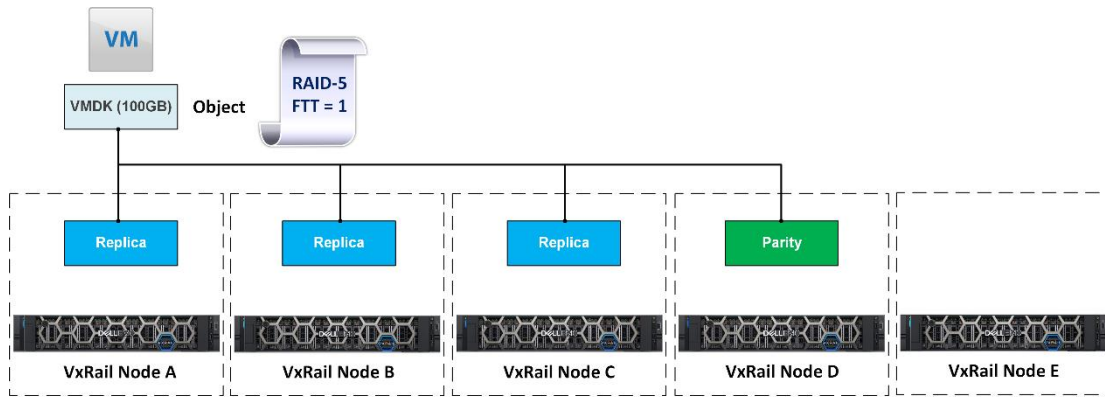 VM
VMDK (100GB)
Object
RAID-5
FTT = 1
Replica
Replica
Replica
Parity
VxRail Node A
VxRail Node B
VxRail Node C
VxRail Node D
VxRail Node E